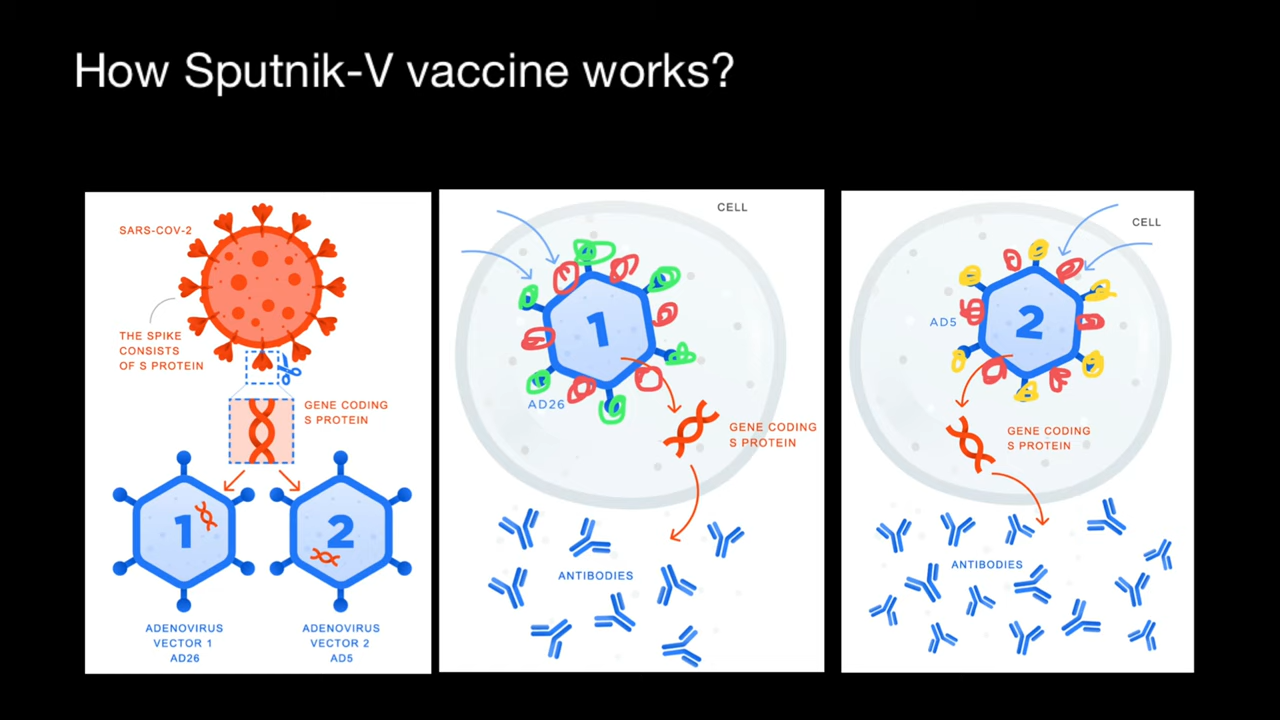 How Sputnik-V vaccine works?
SARS-COV-2
THE SPIKE
CONSISTS
OF S PROTEIN
GENE CODING
S PROTEIN
1
2
ADENOVIRUS
VECTOR 1
AD26
ADENOVIRUS
VECTOR 2
AD5
CELL
1
AD26
GENE CODING
S PROTEIN
ANTIBODIES
CELL
2
AD5
GENE CODING
S PROTEIN
ANTIBODIES